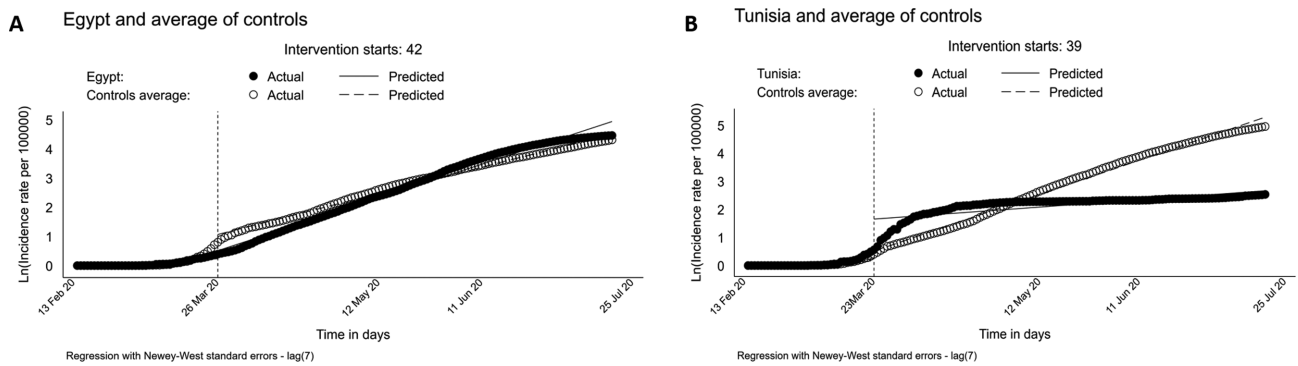 A
Egypt and average of controls
Intervention starts: 42
Egypt: Actual Predicted
Controls average: Actual Predicted
Ln(Incidence rate per 100000)
5
4
3
2
1
0
13 Feb 20
26 Mar 20
12 May 20
11 Jun 20
25 Jul 20
Time in days
Regression with Newey-West standard errors - lag(7)
B
Tunisia and average of controls
Intervention starts: 39
Tunisia: Actual Predicted
Controls average: Actual Predicted
Ln(Incidence rate per 100000)
5
4
3
2
1
0
13 Feb 20
23Mar 20
12 May 20
11 Jun 20
25 Jul 20
Time in days
Regression with Newey-West standard errors - lag(7)